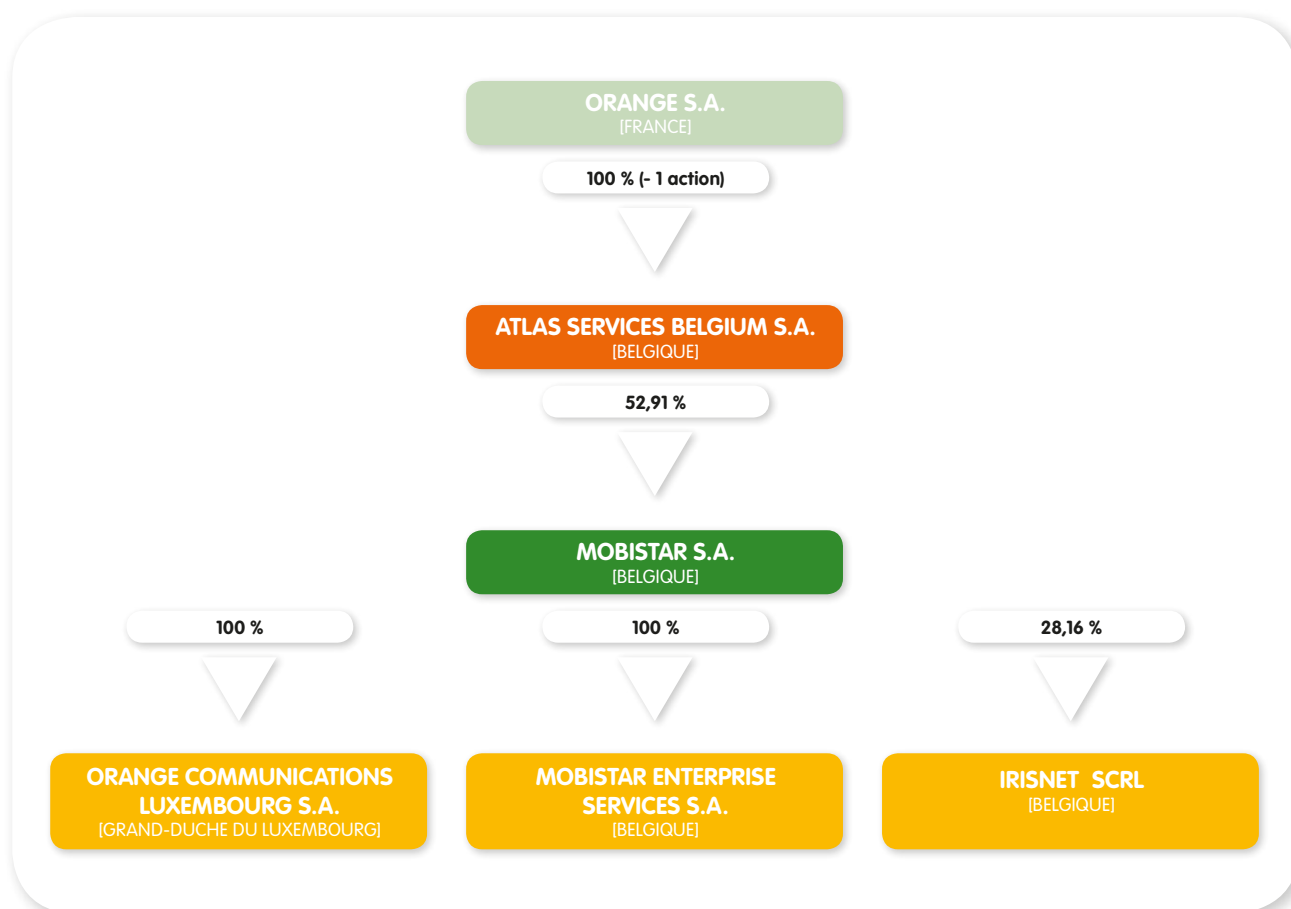 ORANGE S.A.
[FRANCE]
100 % (- 1 action)
ATLAS SERVICES BELGIUM S.A.
[BELGIQUE]
52,91 %
MOBISTAR S.A.
[BELGIQUE]
100 %
100 %
28,16 %
ORANGE COMMUNICATIONS
LUXEMBOURG S.A.
[GRAND-DUCHE DU LUXEMBOURG]
MOBISTAR ENTERPRISE
SERVICES S.A.
[BELGIQUE]
IRISNET SCRL
[BELGIQUE]